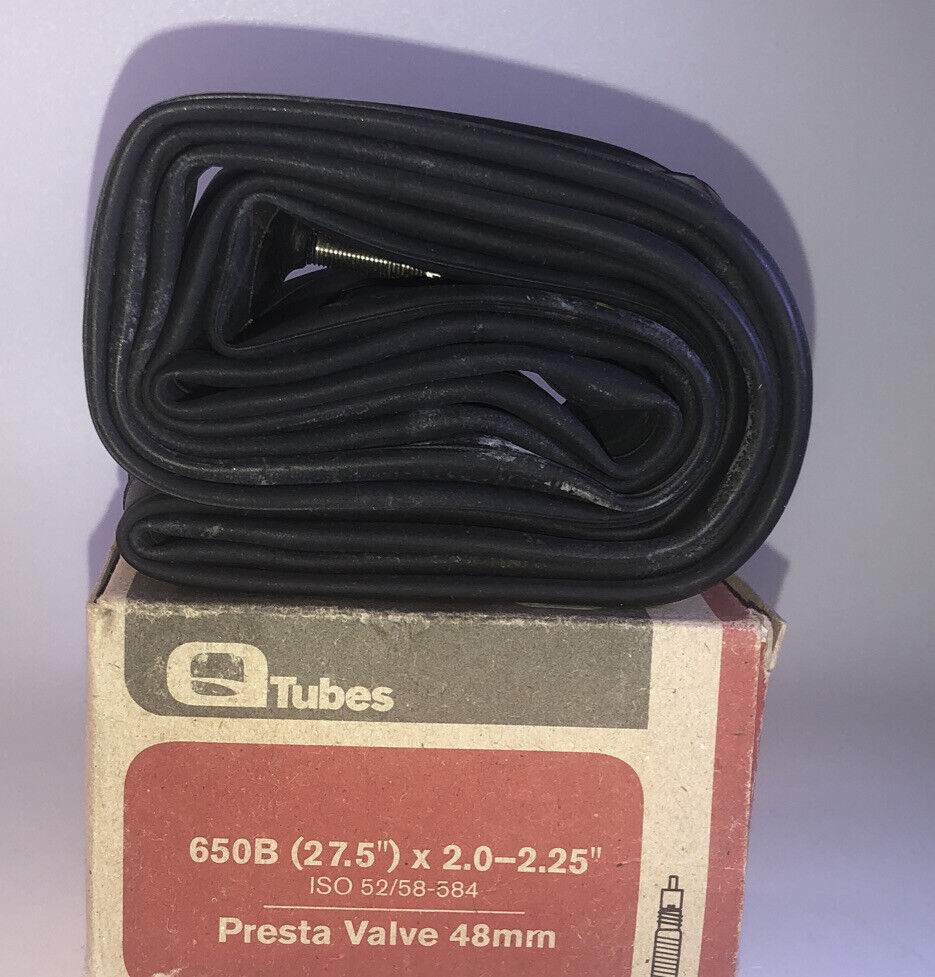 Q Tubes
650B (27.5") x 2.0–2.25"
ISO 52/58-584
Presta Valve 48mm